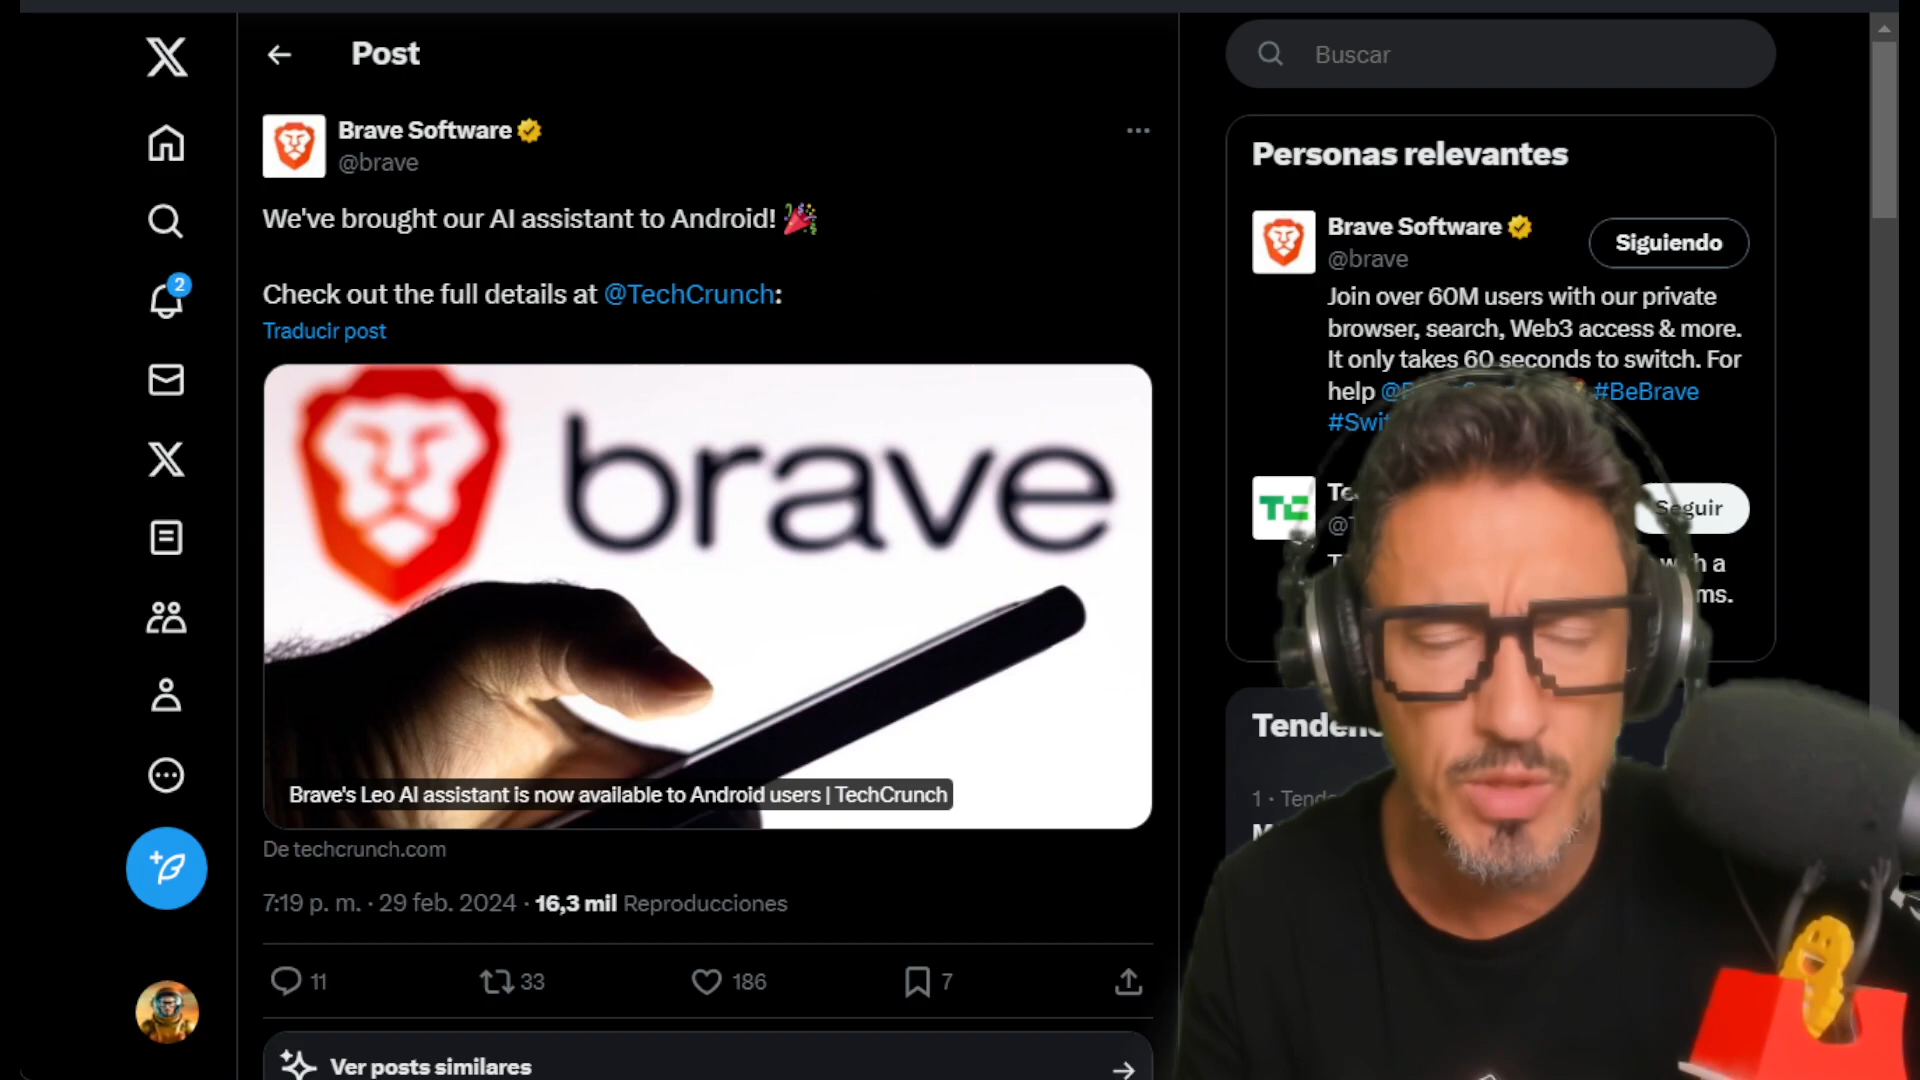 Post
Buscar
Brave Software
@brave
We've brought our AI assistant to Android!
Check out the full details at @TechCrunch:
Traducir post
brave
Brave's Leo AI assistant is now available to Android users | TechCrunch
De techcrunch.com
7:19 p. m. · 29 feb. 2024 · 16,3 mil Reproducciones
11
33
186
7
Ver posts similares
2
Personas relevantes
Brave Software
@brave
Siguiendo
Join over 60M users with our private
browser, search, Web3 access & more.
It only takes 60 seconds to switch. For
help #BeBrave
TC
Seguir
with a
1